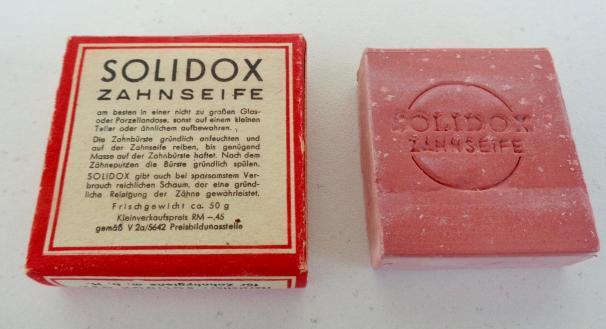 SOLIDOX
ZAHNSEIFE
am besten in einer nicht zu großen Glas-
oder Porzellandose, sonst auf einem kleinen
Teller oder ähnlichem aufbewahren.
Die Zahnbürste gründlich anfeuchten und
auf der Zahnseife reiben, bis genügend
Masse auf der Zahnbürste haftet. Nach dem
Zähneputzen die Bürste gründlich spülen.
SOLIDOX gibt auch bei sparsamstem Ver-
brauch reichlichen Schaum, der eine gründ-
liche Reinigung der Zähne gewährleistet.
Frischgewicht ca. 50 g
Kleinverkaufspreis RM —.45
gemäß V 2a/5642 Preisbildungsstelle
für Zahnhygiene m. b. H.
SOLIDOX
ZAHNSEIFE